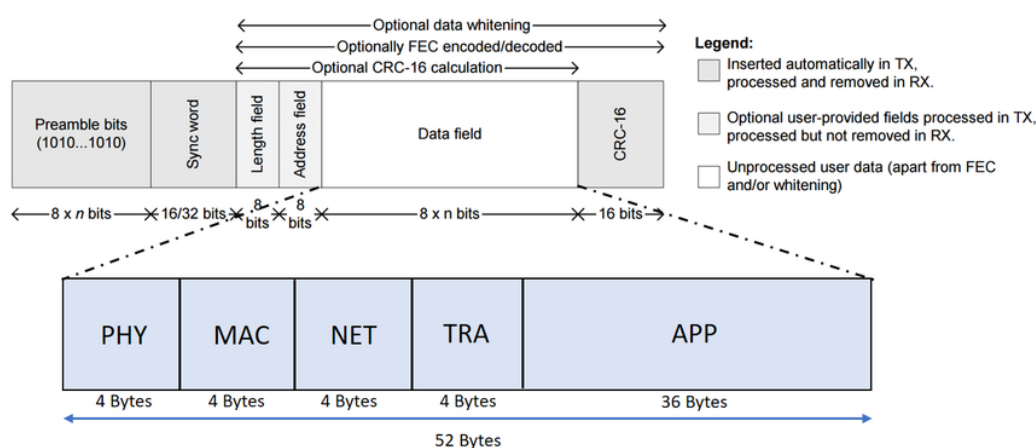 Optional data whitening
Optionally FEC encoded/decoded
Optional CRC-16 calculation
Legend:
Inserted automatically in TX,
processed and removed in RX.
Optional user-provided fields processed in TX,
processed but not removed in RX.
Unprocessed user data (apart from FEC
and/or whitening)
Preamble bits
(1010...1010)
Sync word
Length field
Address field
Data field
CRC-16
8 x n bits
16/32 bits
8
bits
8
bits
8 x n bits
16 bits
PHY
MAC
NET
TRA
APP
4 Bytes
4 Bytes
4 Bytes
4 Bytes
36 Bytes
52 Bytes